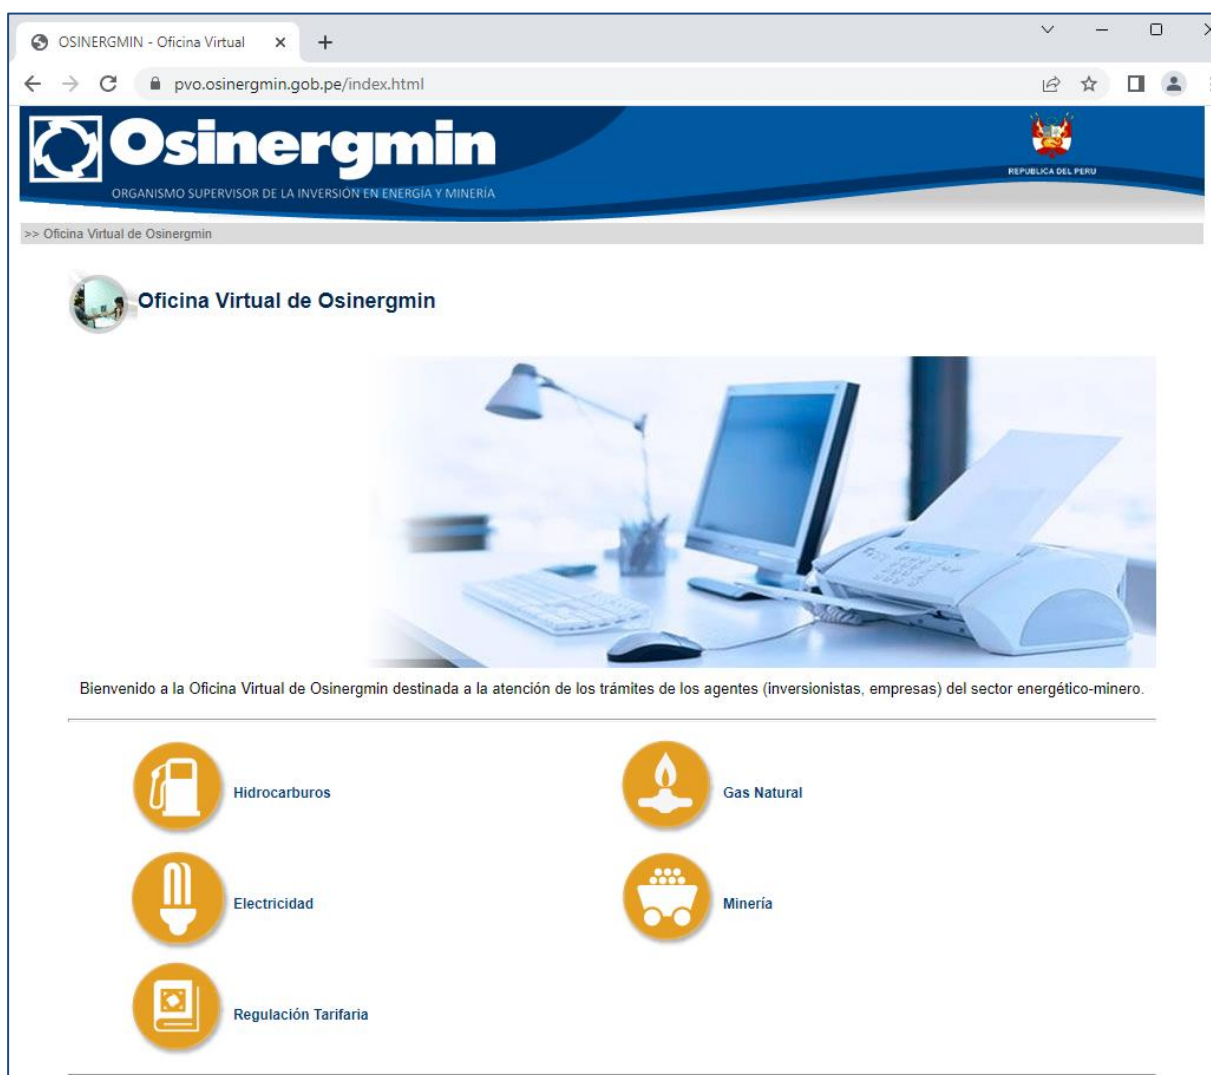 OSINERGMIN - Oficina Virtual
pvo.osinergmin.gob.pe/index.html
Osinergmin
ORGANISMO SUPERVISOR DE LA INVERSIÓN EN ENERGÍA Y MINERÍA
REPUBLICA DEL PERU
>> Oficina Virtual de Osinergmin
Oficina Virtual de Osinergmin
Bienvenido a la Oficina Virtual de Osinergmin destinada a la atención de los trámites de los agentes (inversionistas, empresas) del sector energético-minero.
Hidrocarburos
Gas Natural
Electricidad
Minería
Regulación Tarifaria